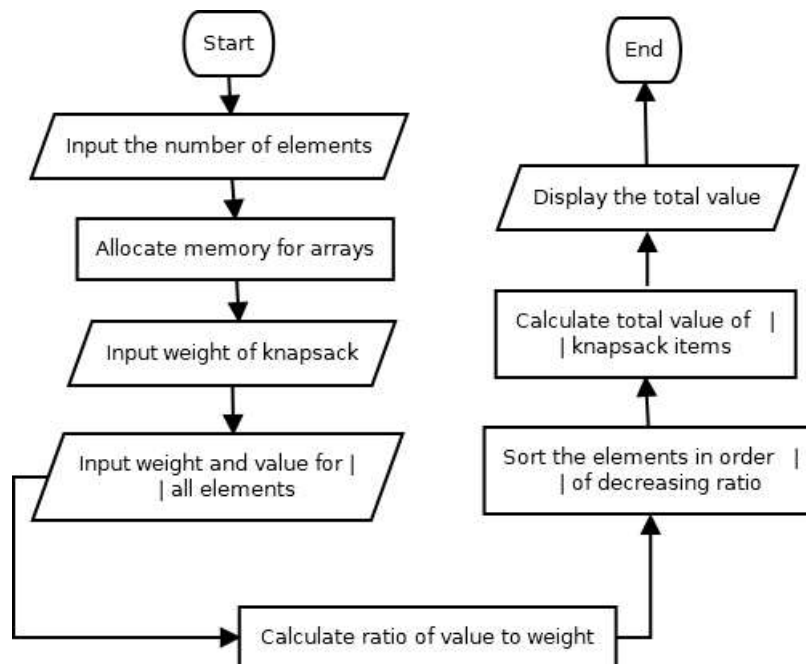 Start
Input the number of elements
Allocate memory for arrays
Input weight of knapsack
Input weight and value for |
| all elements
Calculate ratio of value to weight
Sort the elements in order |
| of decreasing ratio
Calculate total value of |
| knapsack items
Display the total value
End